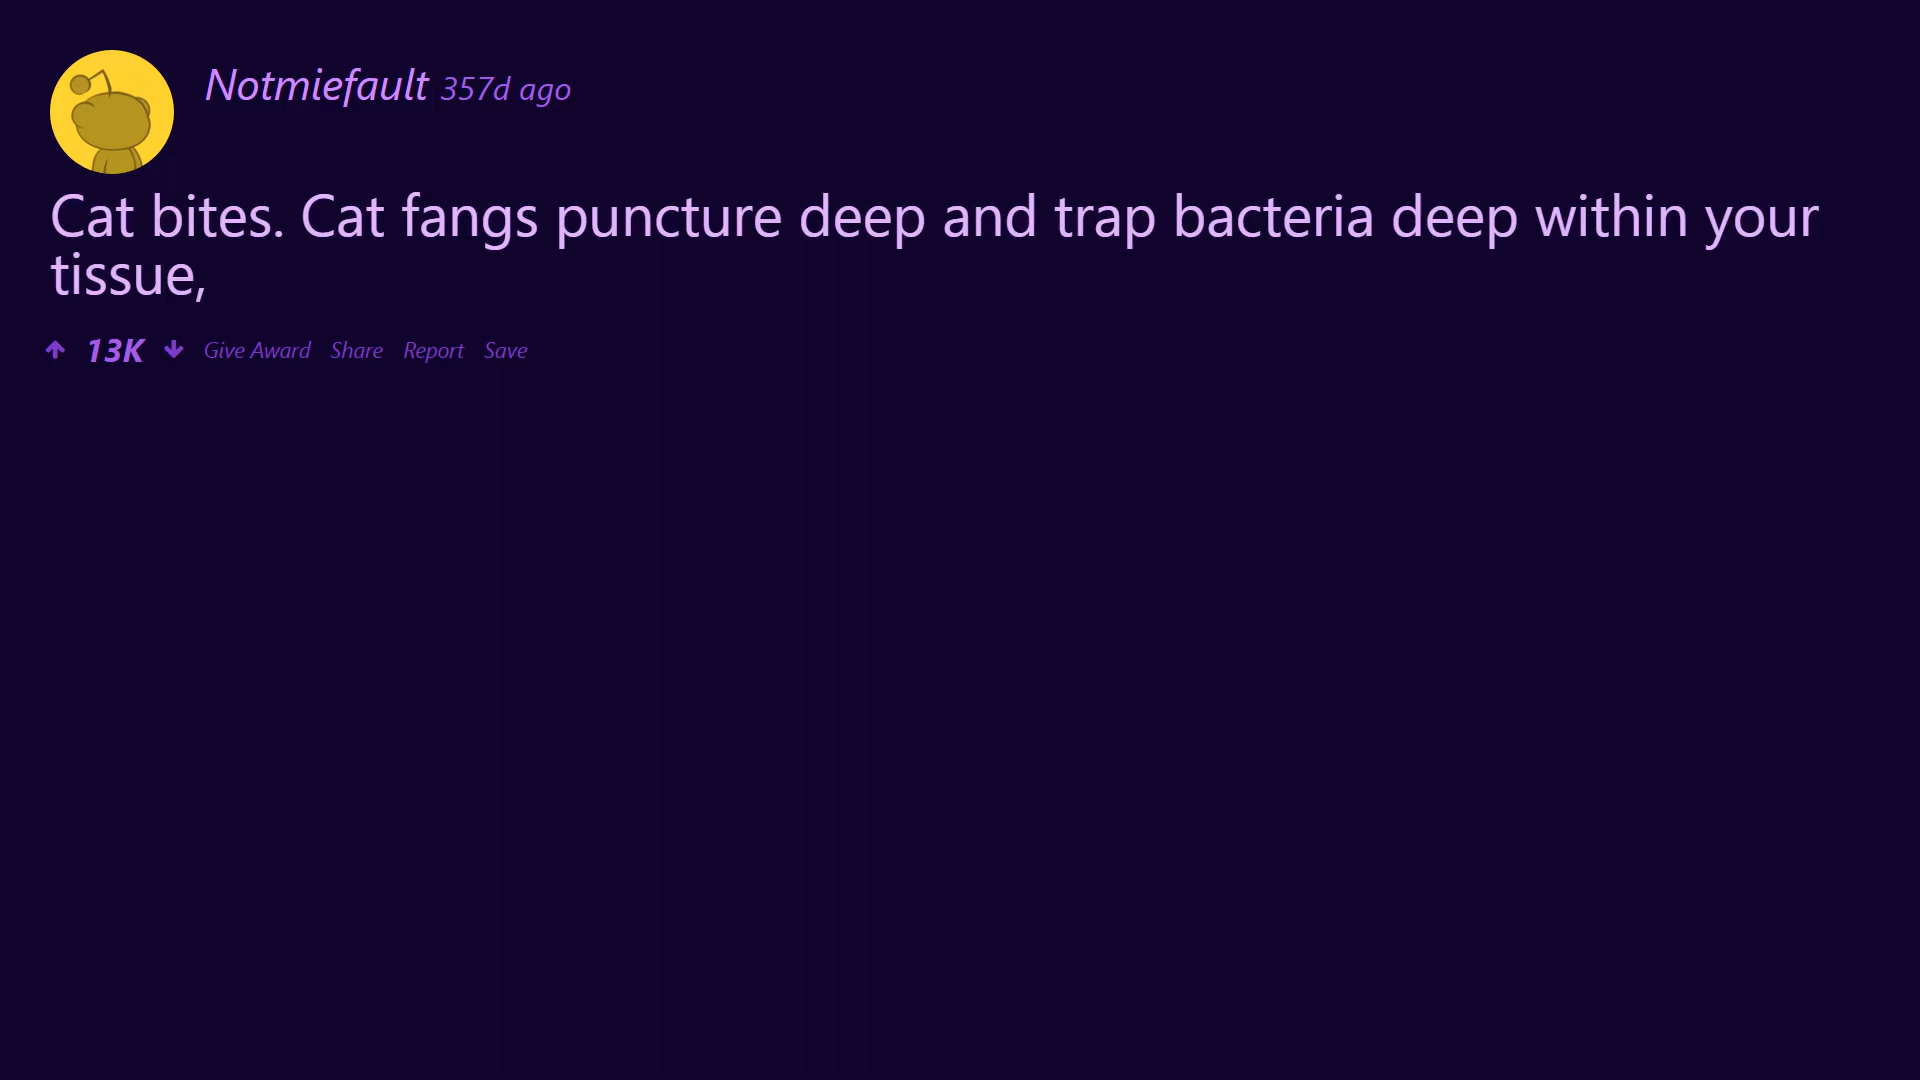 Notmiefault 357d ago
Cat bites. Cat fangs puncture deep and trap bacteria deep within your
tissue,
13K Give Award Share Report Save